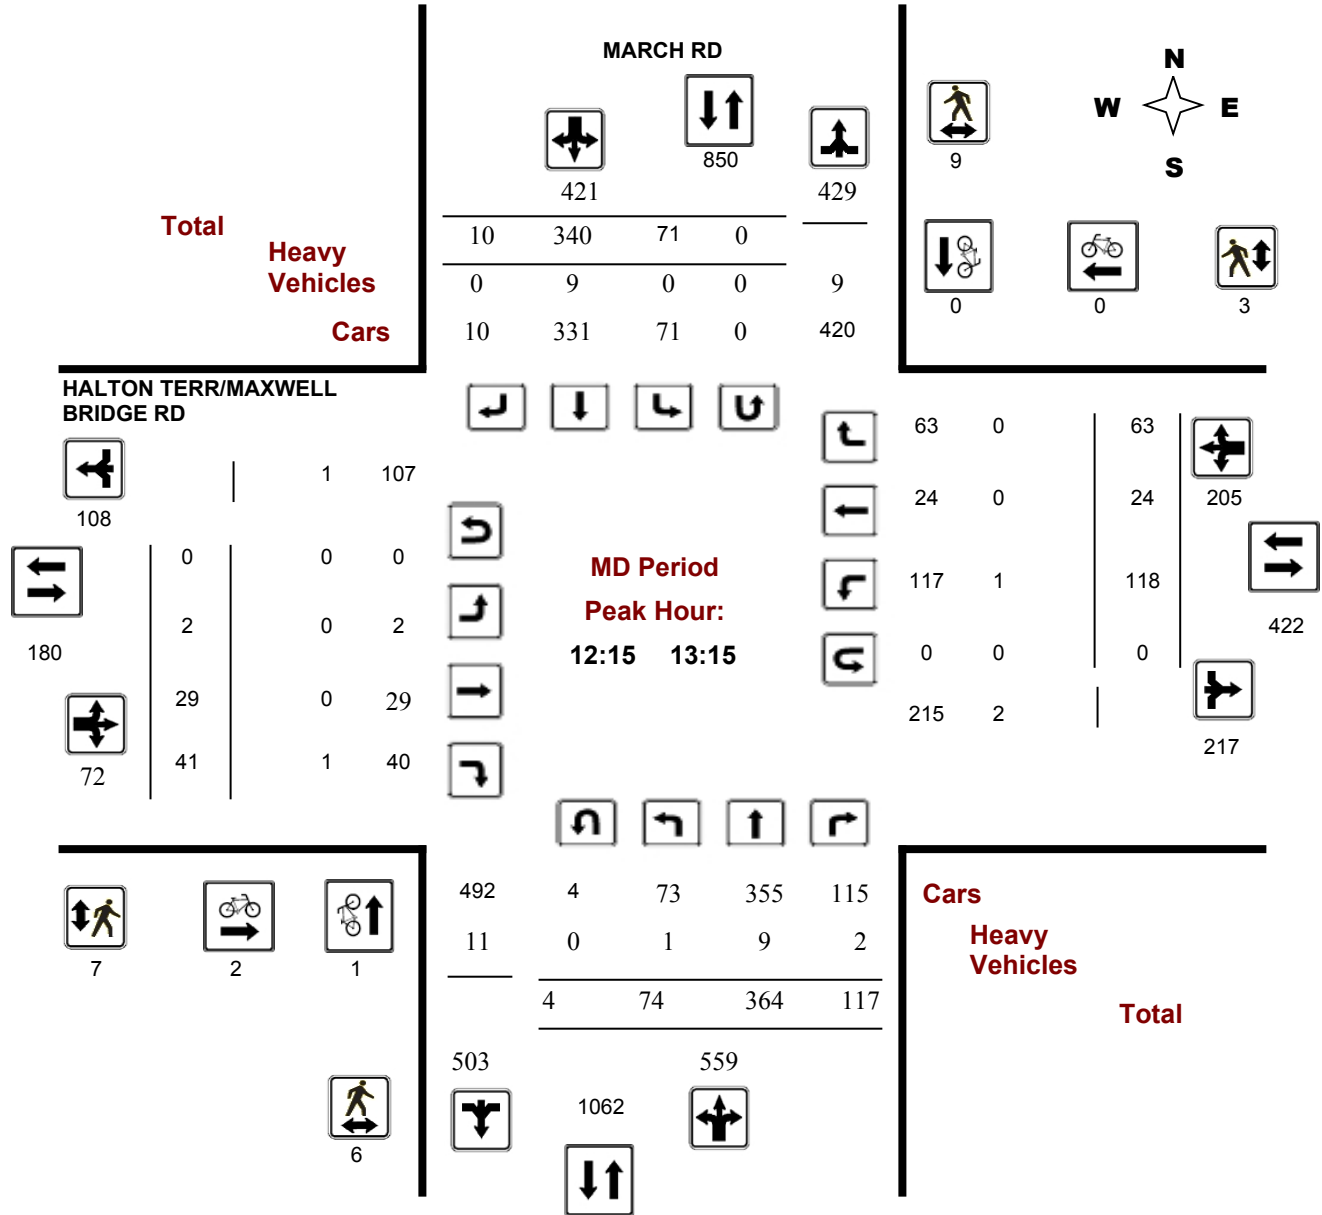 MARCH RD
N
W E
S
850
9
421 429
Total
10 340 71 0
Heavy
Vehicles
0 9 0 0 9
0 0 3
Cars
10 331 71 0 420
HALTON TERR/MAXWELL
BRIDGE RD
63 0 63
1 107
24 0 24 205
108
0 0 0
MD Period
117 1 118
Peak Hour:
2 0 2
422
180
12:15 13:15
0 0 0
29 0 29
215 2
217
72 41 1 40
492 4 73 355 115
Cars
11 0 1 9 2
Heavy
Vehicles
7 2 1
4 74 364 117
Total
503 559
1062
6